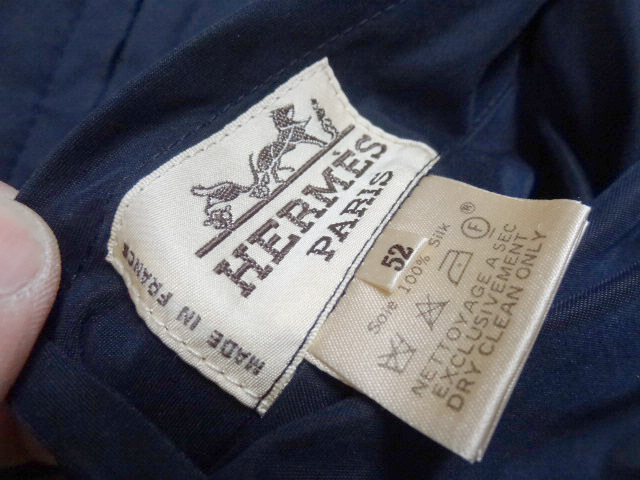 HERMÈS
PARIS
MADE IN FRANCE
52
Soie 100% Silk
F ®
NETTOYAGE A SEC
EXCLUSIVEMENT
DRY CLEAN ONLY